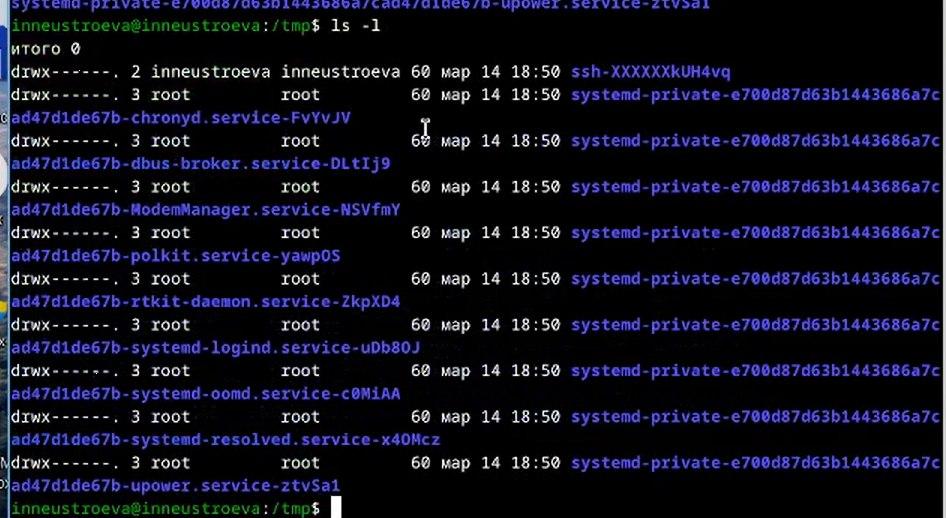 systemd-private-e700d87d63b1443686a7cad47d1de67b-upower.service-ztvSa1
inneustroeva@inneustroeva:/tmp$ ls -l
итого 0
drwx------. 2 inneustroeva inneustroeva 60 мар 14 18:50 ssh-XXXXXXkUH4vq
drwx------. 3 root root 60 мар 14 18:50 systemd-private-e700d87d63b1443686a7c
ad47d1de67b-chronyd.service-FvYvJV
drwx------. 3 root root 60 мар 14 18:50 systemd-private-e700d87d63b1443686a7c
ad47d1de67b-dbus-broker.service-DLtIj9
drwx------. 3 root root 60 мар 14 18:50 systemd-private-e700d87d63b1443686a7c
ad47d1de67b-ModemManager.service-NSVfmY
drwx------. 3 root root 60 мар 14 18:50 systemd-private-e700d87d63b1443686a7c
ad47d1de67b-polkit.service-yawpOS
drwx------. 3 root root 60 мар 14 18:50 systemd-private-e700d87d63b1443686a7c
ad47d1de67b-rtkit-daemon.service-ZkpXD4
drwx------. 3 root root 60 мар 14 18:50 systemd-private-e700d87d63b1443686a7c
ad47d1de67b-systemd-logind.service-uDb8OJ
drwx------. 3 root root 60 мар 14 18:50 systemd-private-e700d87d63b1443686a7c
ad47d1de67b-systemd-oomd.service-c0MiAA
drwx------. 3 root root 60 мар 14 18:50 systemd-private-e700d87d63b1443686a7c
ad47d1de67b-systemd-resolved.service-x4OMcz
drwx------. 3 root root 60 мар 14 18:50 systemd-private-e700d87d63b1443686a7c
ad47d1de67b-upower.service-ztvSa1
inneustroeva@inneustroeva:/tmp$